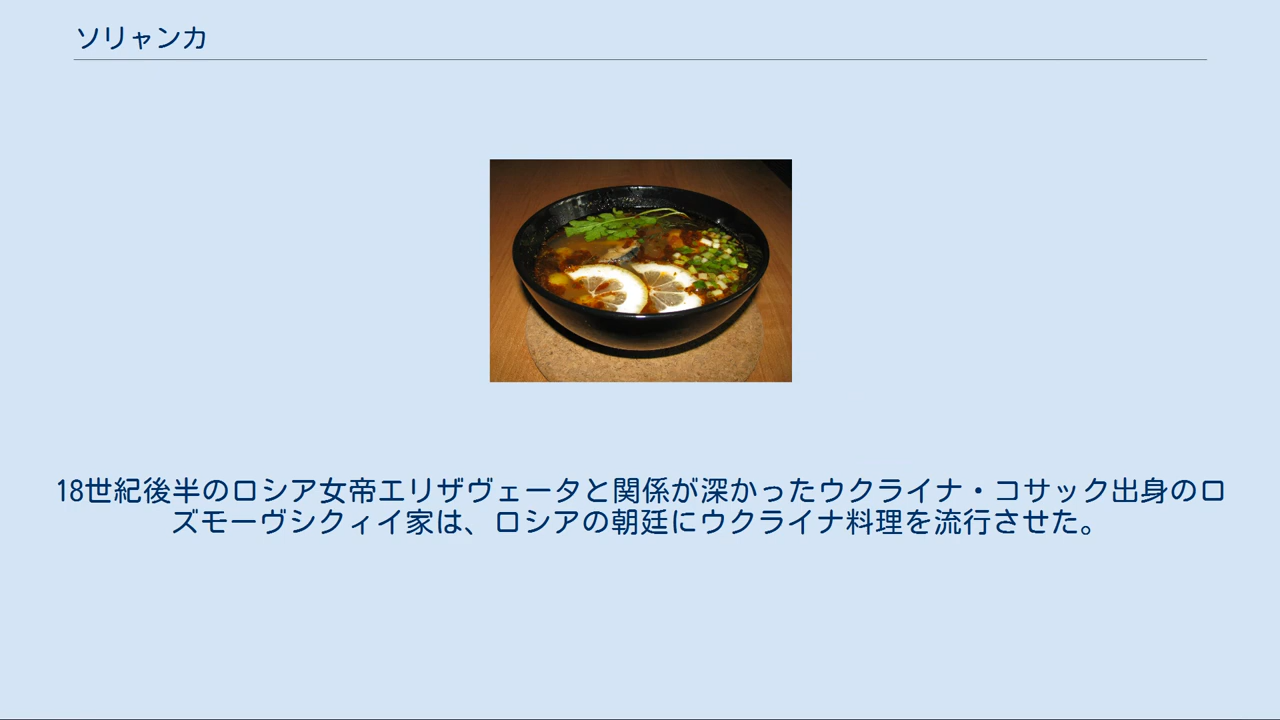 ソリャンカ
18世紀後半のロシア女帝エリザヴェータと関係が深かったウクライナ・コサック出身のロ
ズモーヴシクィイ家は、ロシアの朝廷にウクライナ料理を流行させた。